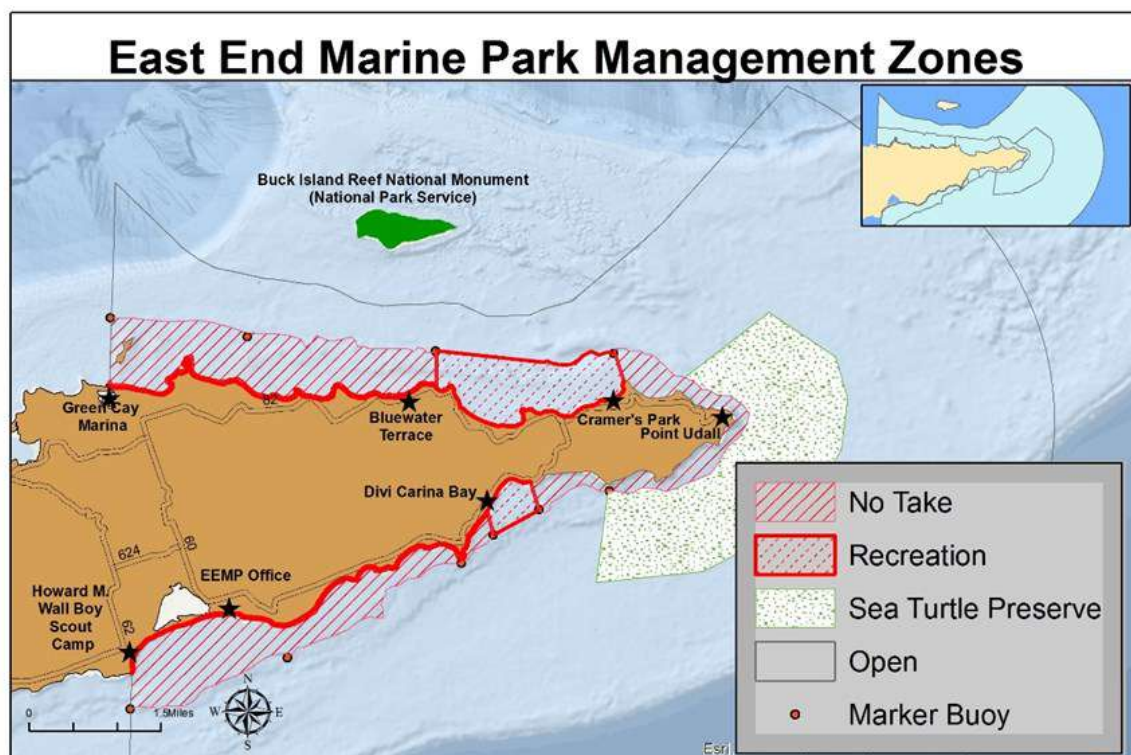 East End Marine Park Management Zones
Buck Island Reef National Monument
(National Park Service)
Green Cay
Marina
62
Bluewater
Terrace
Cramer's Park
Point Udall
Divi Carina Bay
624
60
EEMP Office
Howard M.
Wall Boy
Scout
Camp
62
No Take
Recreation
Sea Turtle Preserve
Open
Marker Buoy
0
1.5Miles
N
W
E
S
Esri